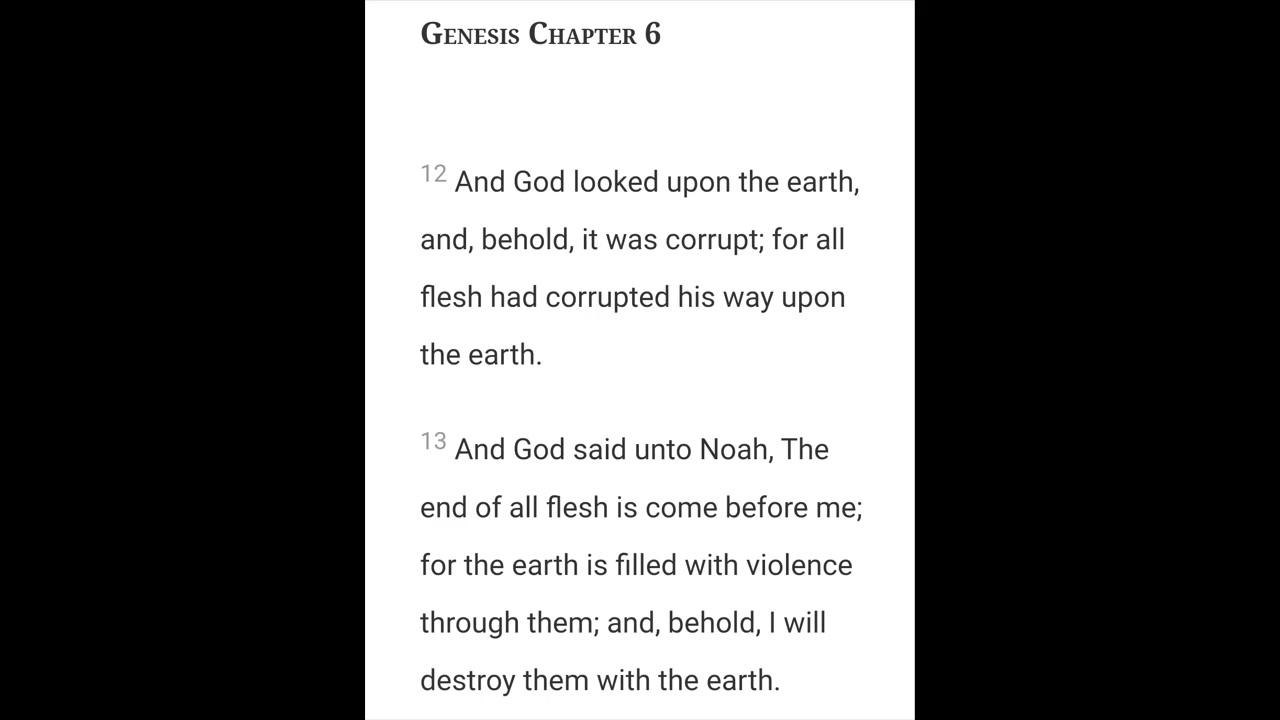 Genesis Chapter 6
12 And God looked upon the earth,
and, behold, it was corrupt; for all
flesh had corrupted his way upon
the earth.
13 And God said unto Noah, The
end of all flesh is come before me;
for the earth is filled with violence
through them; and, behold, I will
destroy them with the earth.